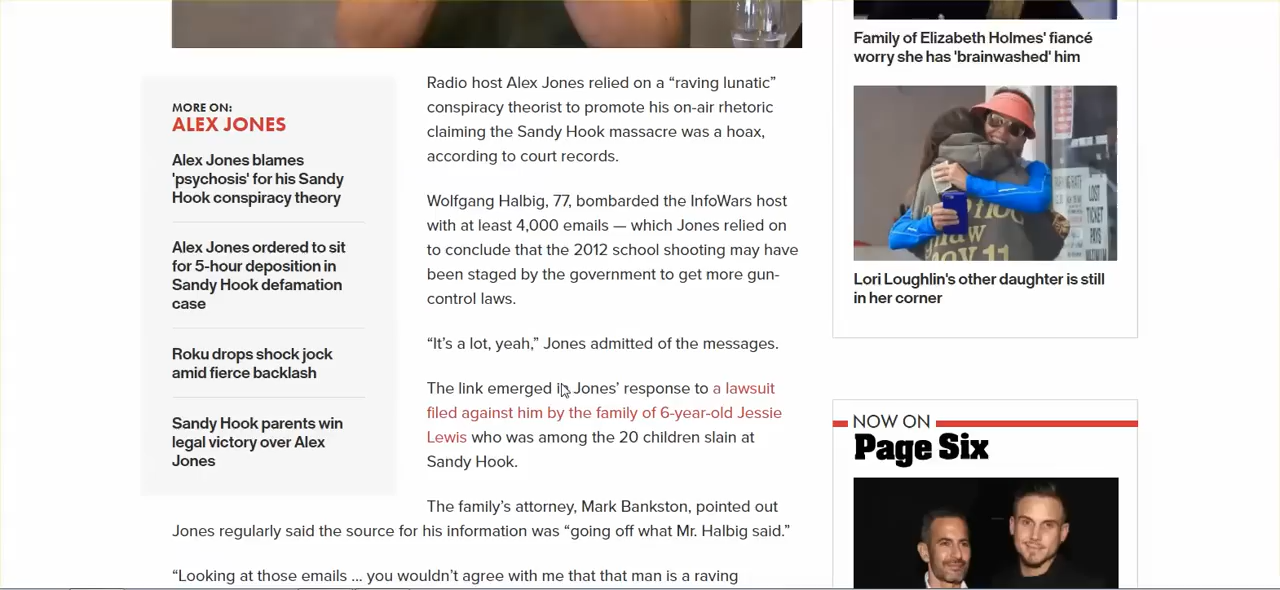 MORE ON:
ALEX JONES
Alex Jones blames
'psychosis' for his Sandy
Hook conspiracy theory
Alex Jones ordered to sit
for 5-hour deposition in
Sandy Hook defamation
case
Roku drops shock jock
amid fierce backlash
Sandy Hook parents win
legal victory over Alex
Jones
Radio host Alex Jones relied on a “raving lunatic”
conspiracy theorist to promote his on-air rhetoric
claiming the Sandy Hook massacre was a hoax,
according to court records.
Wolfgang Halbig, 77, bombarded the InfoWars host
with at least 4,000 emails — which Jones relied on
to conclude that the 2012 school shooting may have
been staged by the government to get more gun-
control laws.
“It’s a lot, yeah,” Jones admitted of the messages.
The link emerged in Jones’ response to a lawsuit
filed against him by the family of 6-year-old Jessie
Lewis who was among the 20 children slain at
Sandy Hook.
The family’s attorney, Mark Bankston, pointed out
Jones regularly said the source for his information was “going off what Mr. Halbig said.”
“Looking at those emails ... you wouldn’t agree with me that that man is a raving
Family of Elizabeth Holmes' fiancé
worry she has 'brainwashed' him
LOST
TICKET
PAYS
Lori Loughlin's other daughter is still
in her corner
NOW ON
Page Six